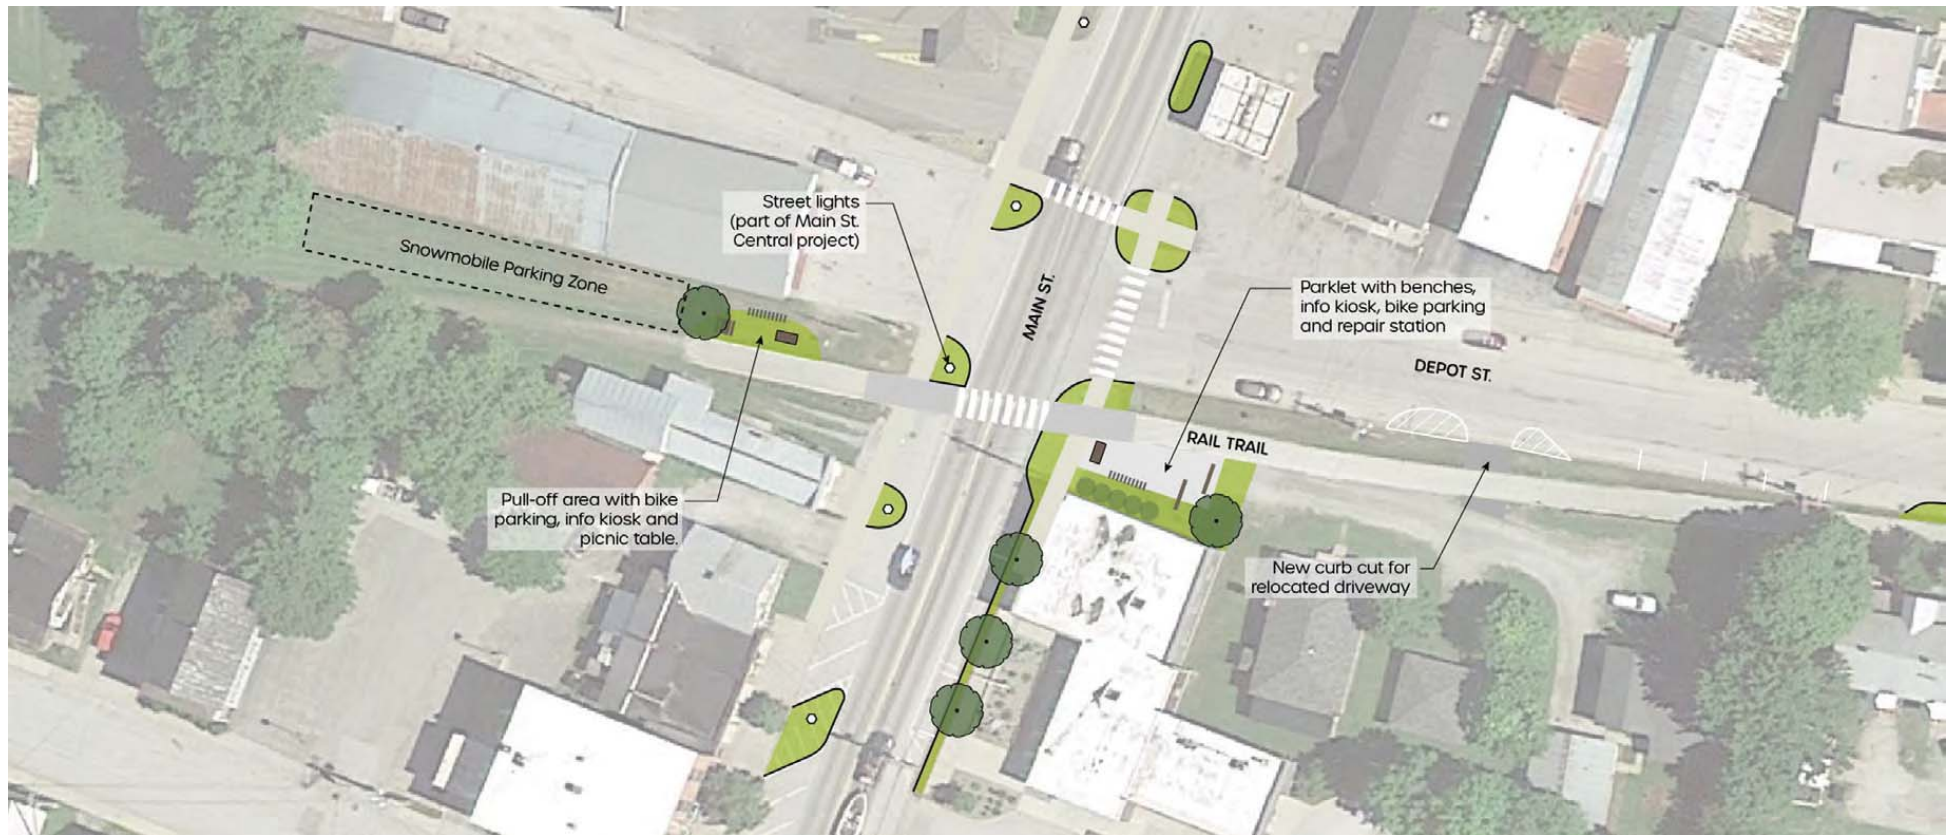 Street lights
(part of Main St.
Central project)
Snowmobile Parking Zone
MAIN ST.
Parklet with benches,
info kiosk, bike parking
and repair station
DEPOT ST.
RAIL TRAIL
Pull-off area with bike
parking, info kiosk and
picnic table.
New curb cut for
relocated driveway